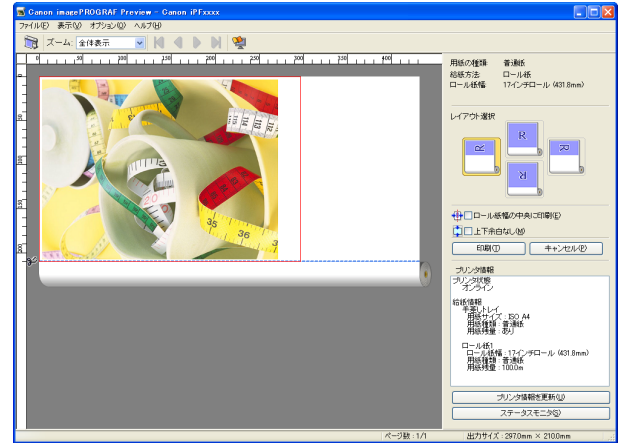 Canon imagePROGRAF Preview - Canon iPFxxxx
ファイル(F) 表示(V) オプション(O) ヘルプ(H)
ズーム: 全体表示
0 50 100 150 200 250 300 350 400
用紙の種類: 普通紙
給紙方法: ロール紙
ロール紙幅: 17インチロール (431.8mm)
レイアウト選択
ロール紙幅の中央に印刷(E)
上下余白なし(M)
印刷(T) キャンセル(P)
プリンタ情報
プリンタ状態
オンライン
給紙情報
手差しトレイ
用紙サイズ : ISO A4
用紙種類 : 普通紙
用紙残量 : あり
ロール紙1
ロール紙幅 : 17インチロール (431.8mm)
用紙種類 : 普通紙
用紙残量 : 100.0m
プリンタ情報を更新(U)
ステータスモニタ(S)
ページ数 : 1/1 出力サイズ : 297.0mm × 210.0mm